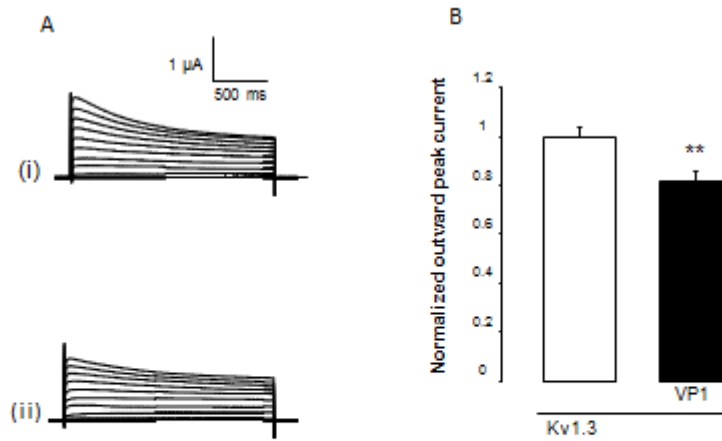 A
1 µA
500 ms
(i)
(ii)
B
Normalized outward peak current
1.2
1
0.8
0.6
0.4
0.2
0
**
VP1
Kv1.3